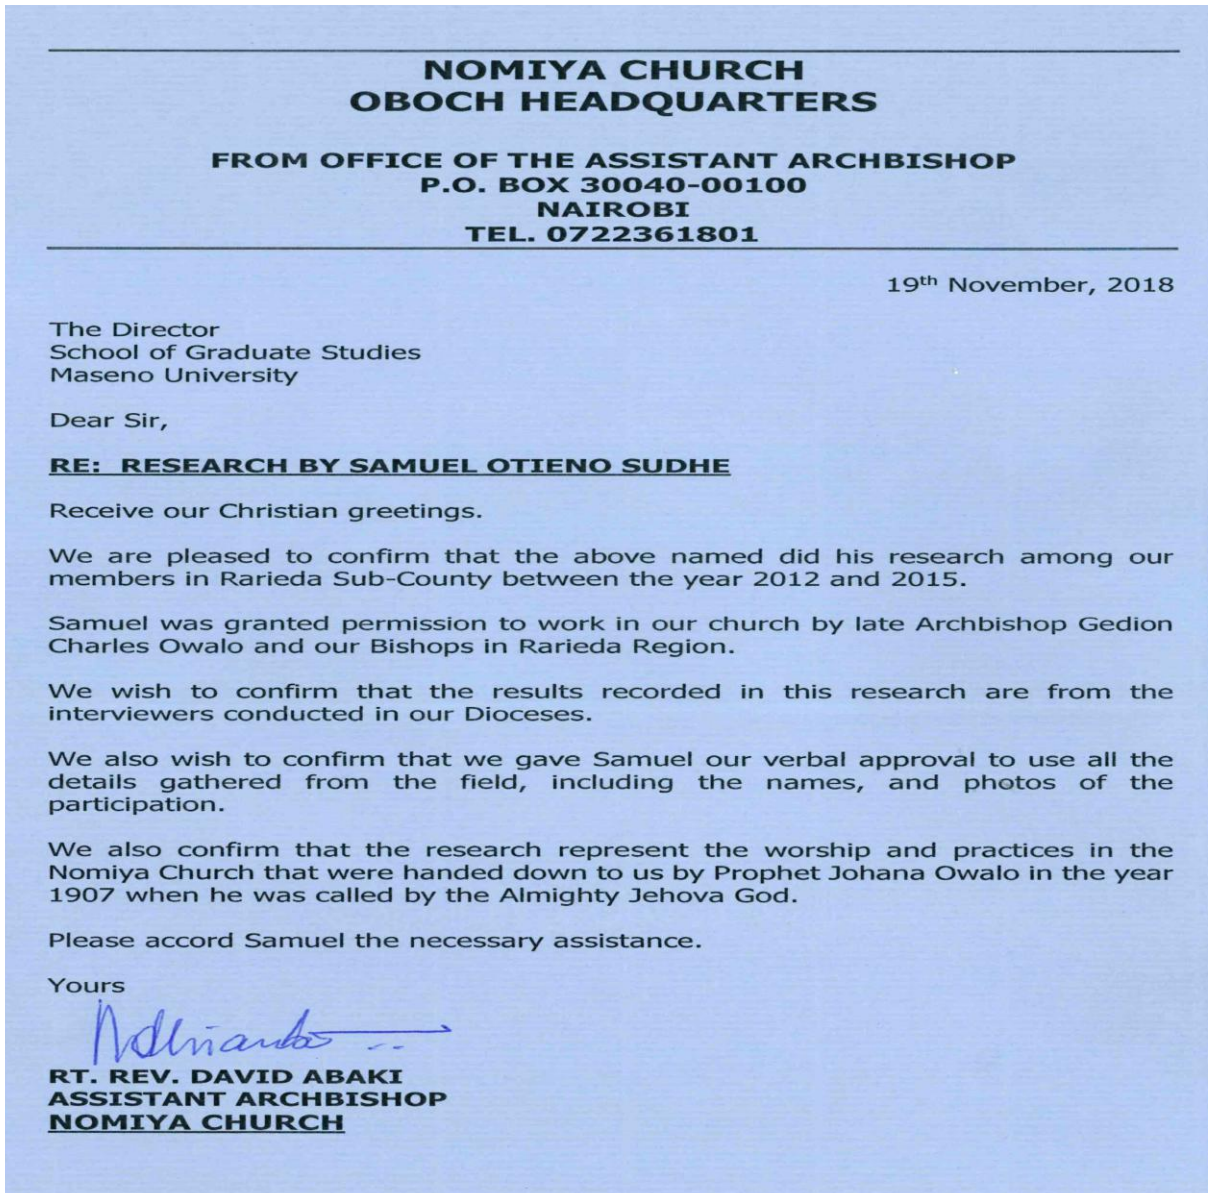 NOMIYA CHURCH
OBOCH HEADQUARTERS
FROM OFFICE OF THE ASSISTANT ARCHBISHOP
P.O. BOX 30040-00100
NAIROBI
TEL. 0722361801
19th November, 2018
The Director
School of Graduate Studies
Maseno University
Dear Sir,
RE: RESEARCH BY SAMUEL OTIENO SUDHE
Receive our Christian greetings.
We are pleased to confirm that the above named did his research among our
members in Rarieda Sub-County between the year 2012 and 2015.
Samuel was granted permission to work in our church by late Archbishop Gedion
Charles Owalo and our Bishops in Rarieda Region.
We wish to confirm that the results recorded in this research are from the
interviewers conducted in our Dioceses.
We also wish to confirm that we gave Samuel our verbal approval to use all the
details gathered from the field, including the names, and photos of the
participation.
We also confirm that the research represent the worship and practices in the
Nomiya Church that were handed down to us by Prophet Johana Owalo in the year
1907 when he was called by the Almighty Jehova God.
Please accord Samuel the necessary assistance.
Yours
RT. REV. DAVID ABAKI
ASSISTANT ARCHBISHOP
NOMIYA CHURCH